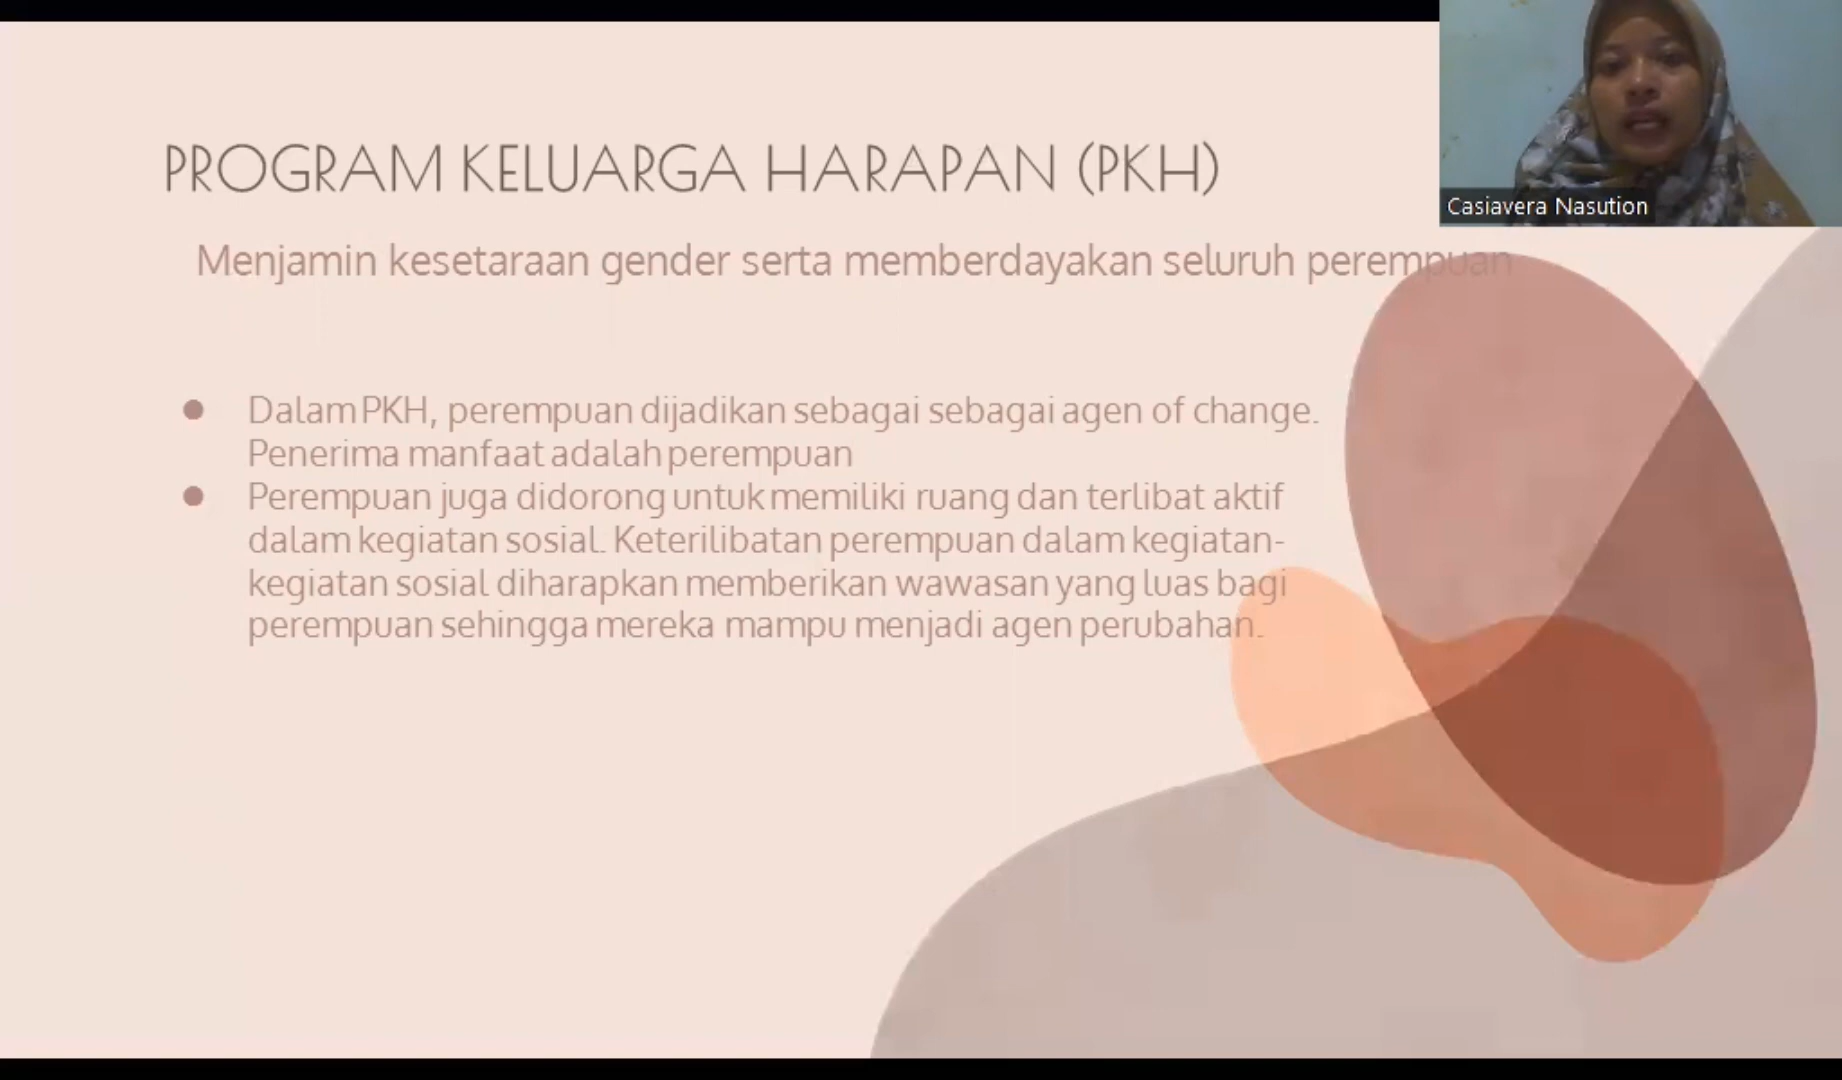 PROGRAM KELUARGA HARAPAN (PKH)
Casiavera Nasution
Menjamin kesetaraan gender serta memberdayakan seluruh perempuan
● Dalam PKH, perempuan dijadikan sebagai sebagai agen of change.
Penerima manfaat adalah perempuan
● Perempuan juga didorong untuk memiliki ruang dan terlibat aktif
dalam kegiatan sosial. Keterilibatan perempuan dalam kegiatan-
kegiatan sosial diharapkan memberikan wawasan yang luas bagi
perempuan sehingga mereka mampu menjadi agen perubahan.